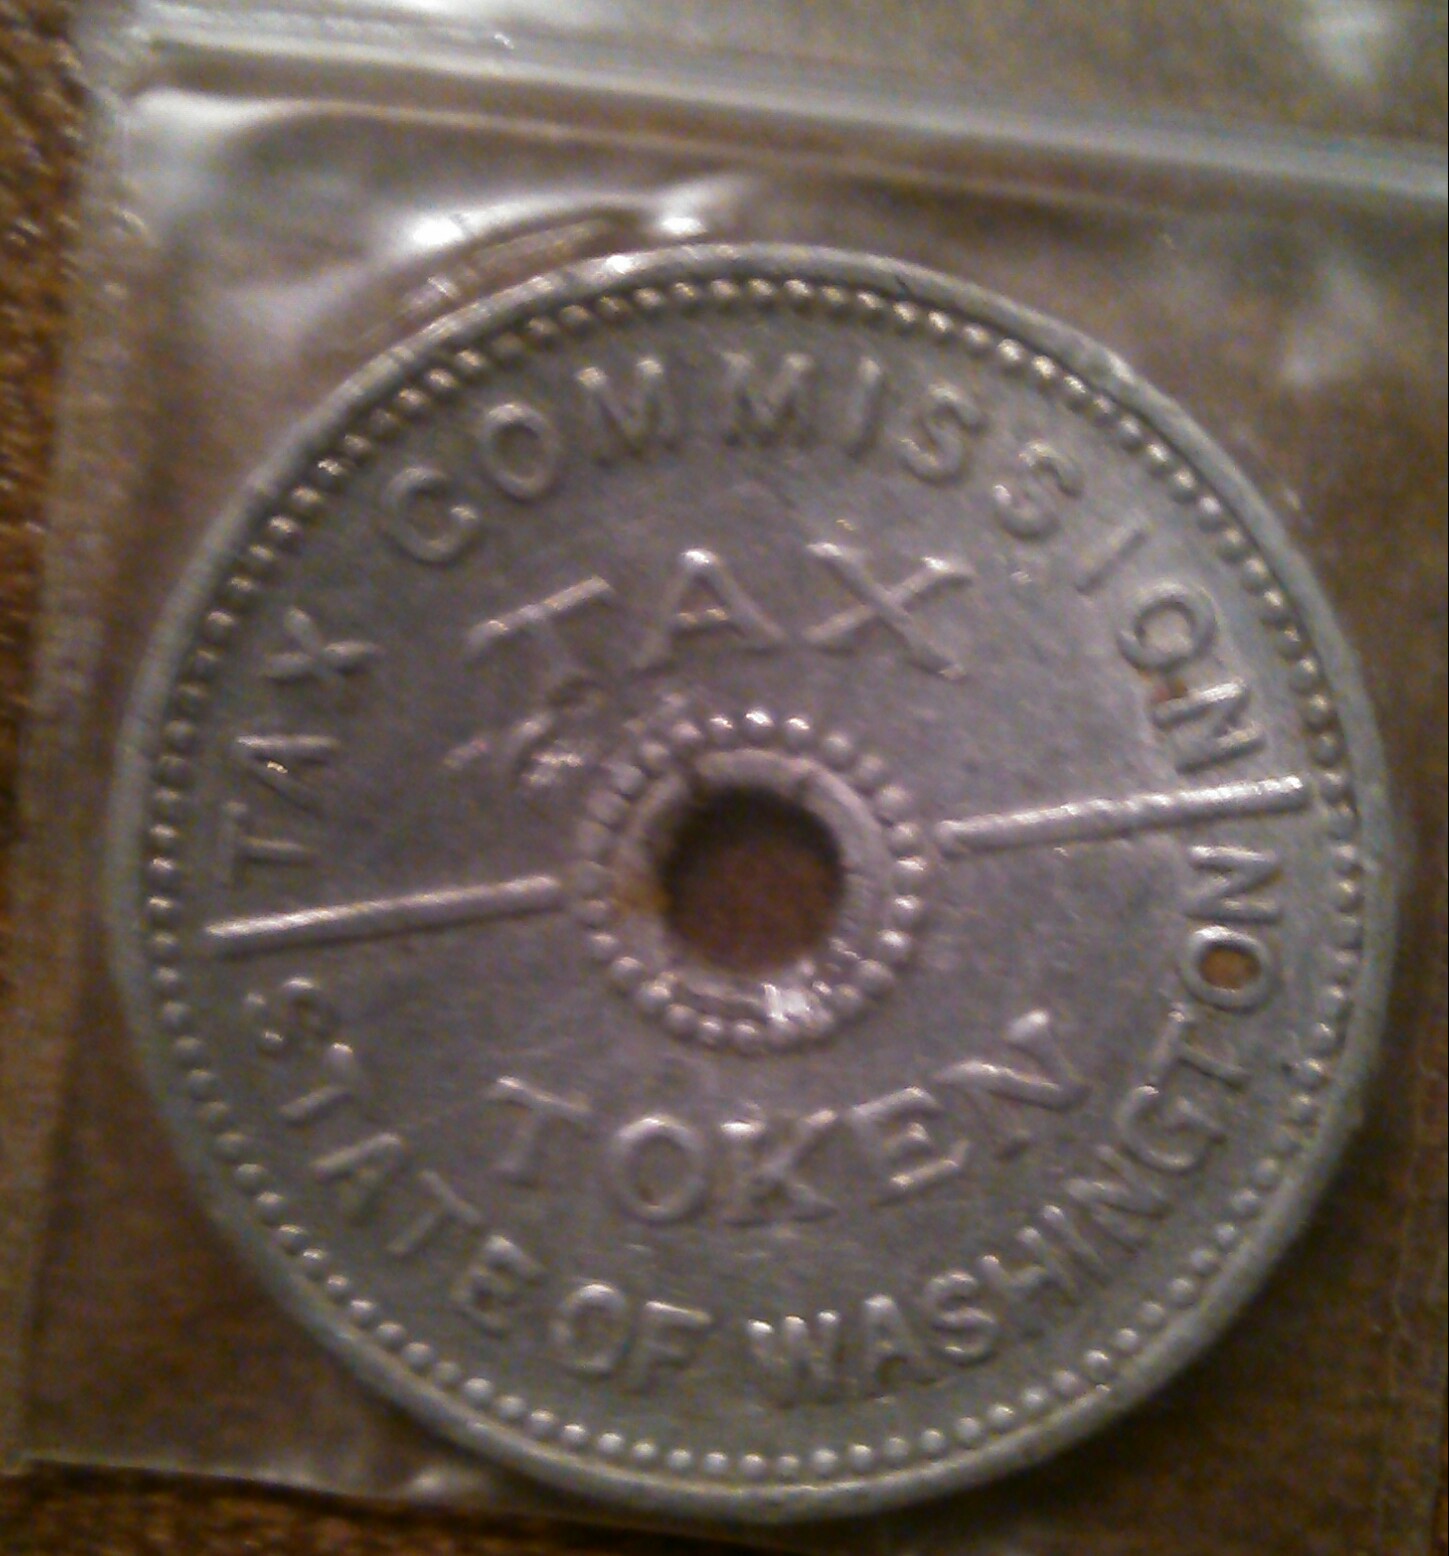 TAX COMMISSION
TAX
TOKEN
STATE OF WASHINGTON